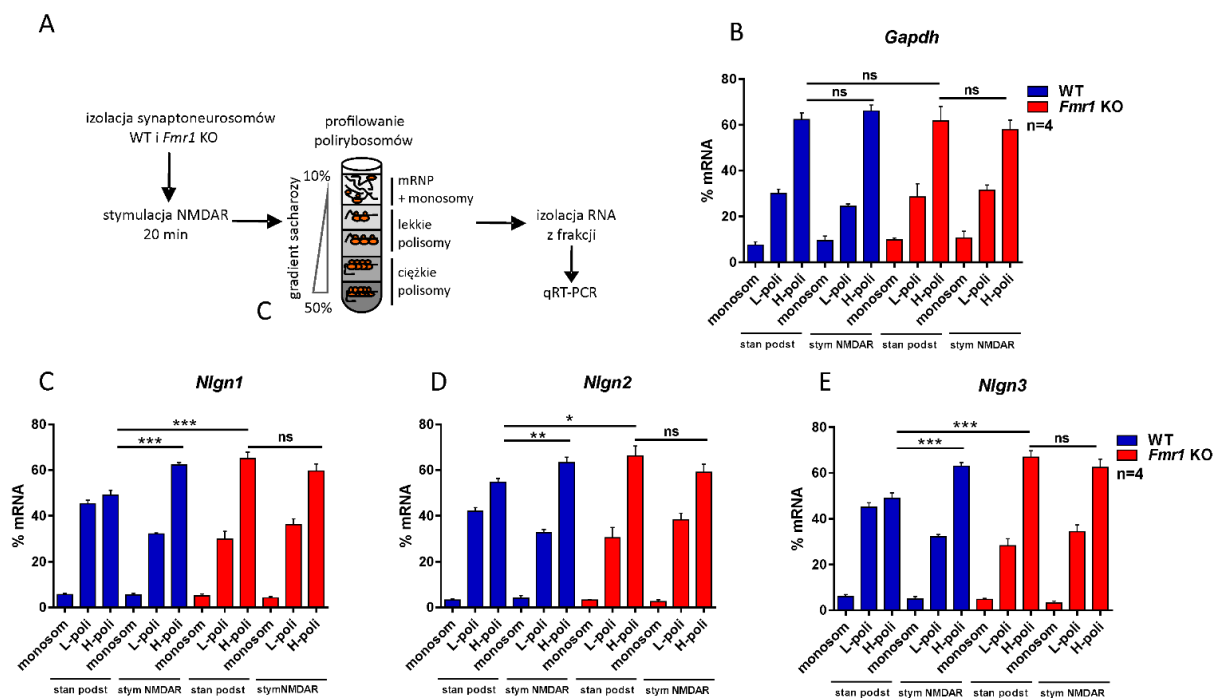 A
izolacja synaptoneurosomów
WT i Fmr1 KO
stymulacja NMDAR
20 min
profilowanie
polirybosomów
gradient sacharozy
10%
50%
mRNP
+ monosomy
lekkie
polisomy
ciężkie
polisomy
izolacja RNA
z frakcji
qRT-PCR
C
B
Gapdh
% mRNA
80
60
40
20
0
ns
ns
ns
WT
Fmr1 KO
n=4
monosom
L-poli
H-poli
monosom
L-poli
H-poli
monosom
L-poli
H-poli
monosom
L-poli
H-poli
stan podst
stym NMDAR
stan podst
stym NMDAR
C
Nlgn1
% mRNA
80
60
40
20
0
***
***
ns
monosom
L-poli
H-poli
monosom
L-poli
H-poli
monosom
L-poli
H-poli
monosom
L-poli
H-poli
stan podst
stym NMDAR
stan podst
stymNMDAR
D
Nlgn2
% mRNA
80
60
40
20
0
*
**
ns
monosom
L-poli
H-poli
monosom
L-poli
H-poli
monosom
L-poli
H-poli
monosom
L-poli
H-poli
stan podst
stym NMDAR
stan podst
stym NMDAR
E
Nlgn3
% mRNA
80
60
40
20
0
***
***
ns
WT
Fmr1 KO
n=4
monosom
L-poli
H-poli
monosom
L-poli
H-poli
monosom
L-poli
H-poli
monosom
L-poli
H-poli
stan podst
stym NMDAR
stan podst
stym NMDAR